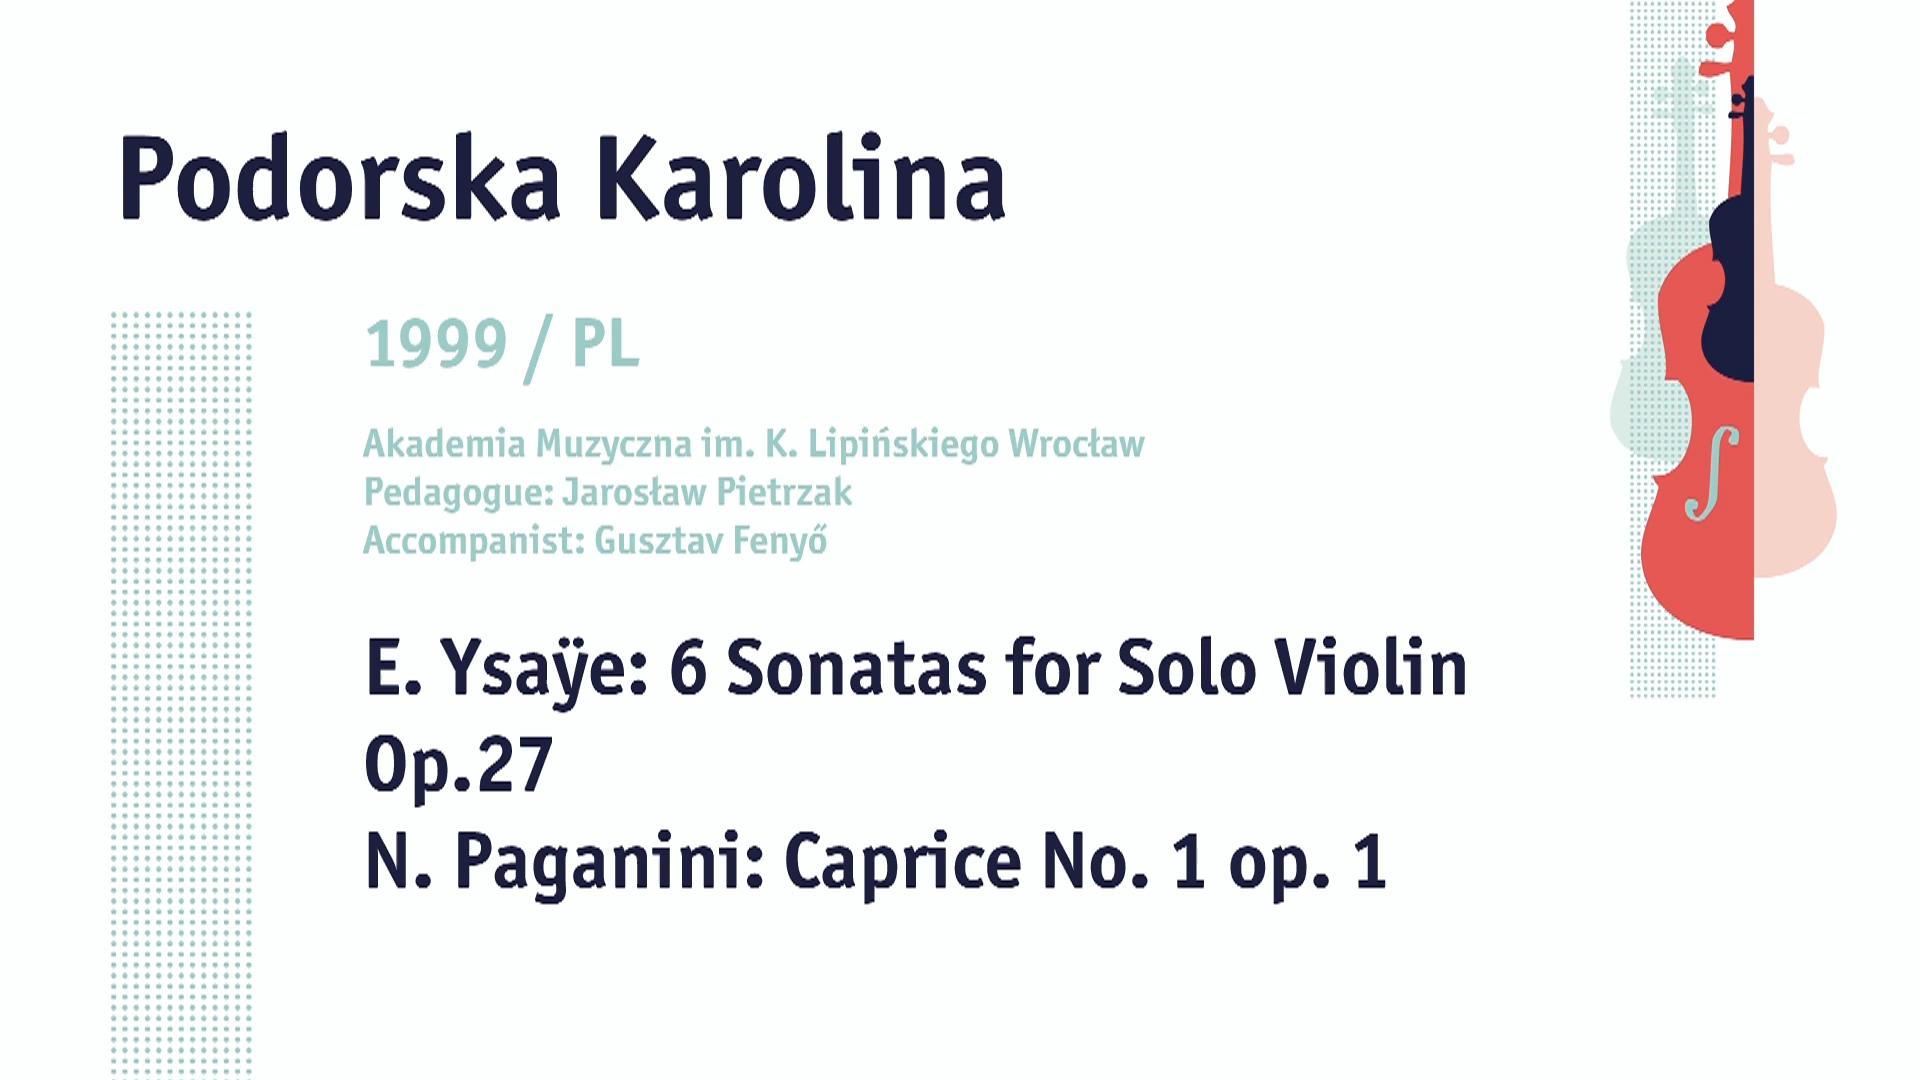 Podorska Karolina
1999 / PL
Akademia Muzyczna im. K. Lipińskiego Wrocław
Pedagogue: Jarosław Pietrzak
Accompanist: Gusztav Fenyő
E. Ysaÿe: 6 Sonatas for Solo Violin
Op.27
N. Paganini: Caprice No. 1 op. 1